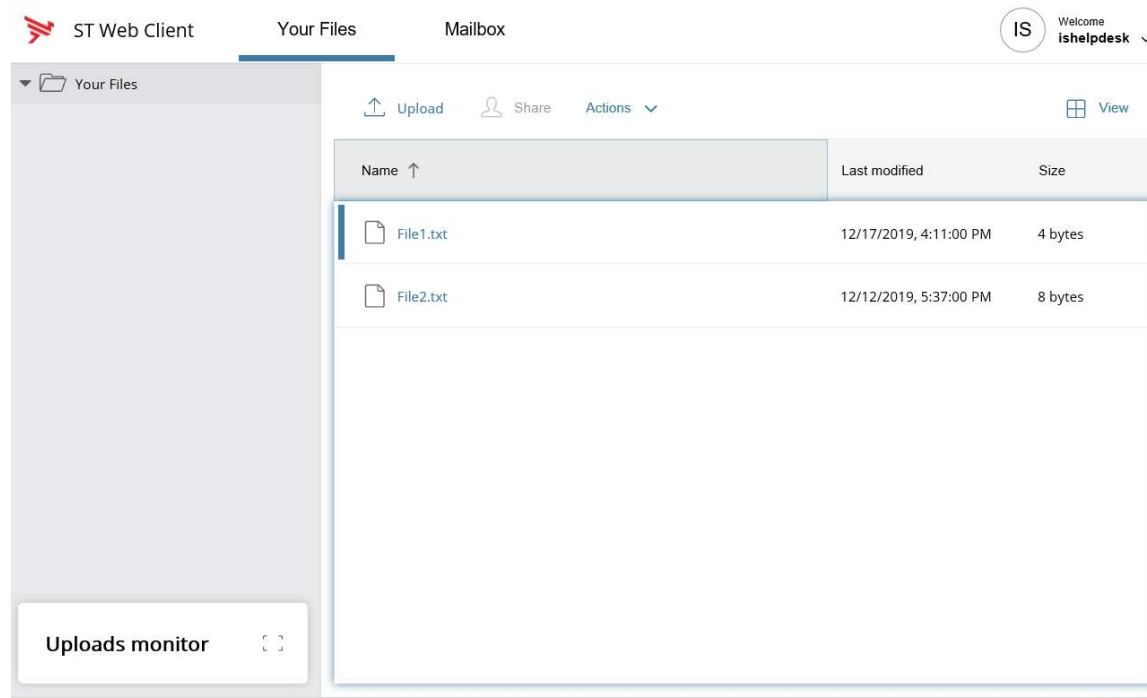 ST Web Client
Your Files
Mailbox
IS
Welcome
ishelpdesk
Your Files
Upload
Share
Actions
View
Name
Last modified
Size
File1.txt
12/17/2019, 4:11:00 PM
4 bytes
File2.txt
12/12/2019, 5:37:00 PM
8 bytes
Uploads monitor